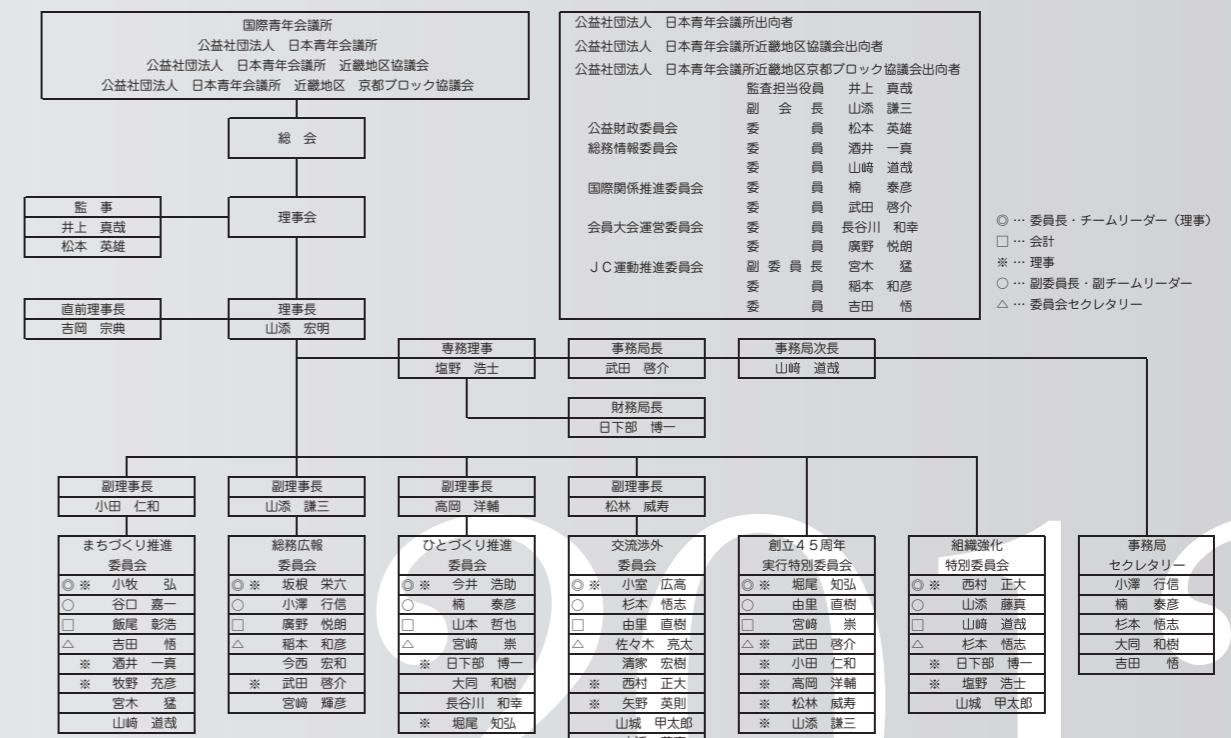 国際青年会議所
公益社団法人　日本青年会議所
公益社団法人　日本青年会議所　近畿地区協議会
公益社団法人　日本青年会議所　近畿地区　京都ブロック協議会
総　会
監　事
井上　真哉
松本　英雄
理事会
直前理事長
吉岡　宗典
理事長
山添　宏明
公益社団法人　日本青年会議所出向者
公益社団法人　日本青年会議所近畿地区協議会出向者
公益社団法人　日本青年会議所近畿地区京都ブロック協議会出向者
監査担当役員　井上　真哉
副　会　長　山添　謙三
公益財政委員会　委　員　松本　英雄
総務情報委員会　委　員　酒井　一真
委　員　山﨑　道哉
国際関係推進委員会　委　員　楠　泰彦
委　員　武田　啓介
会員大会運営委員会　委　員　長谷川　和幸
委　員　廣野　悦朗
ＪＣ運動推進委員会　副委員長　宮木　猛
委　員　稲本　和彦
委　員　吉田　悟
◎ … 委員長・チームリーダー（理事）
□ … 会計
※ … 理事
○ … 副委員長・副チームリーダー
△ … 委員会セクレタリー
専務理事
塩野　浩士
事務局長
武田　啓介
事務局次長
山﨑　道哉
財務局長
日下部　博一
副理事長
小田　仁和
まちづくり推進
委員会
◎ ※　小牧　弘
○　谷口　嘉一
□　飯尾　彰浩
△　吉田　悟
※　酒井　一真
※　牧野　充彦
宮木　猛
山﨑　道哉
副理事長
山添　謙三
総務広報
委員会
◎ ※　坂根　栄六
○　小澤　行信
□　廣野　悦朗
△　稲本　和彦
今西　宏和
※　武田　啓介
宮﨑　輝彦
副理事長
高岡　洋輔
ひとづくり推進
委員会
◎ ※　今井　浩助
○　楠　泰彦
□　山本　哲也
△　宮﨑　崇
※　日下部　博一
大同　和樹
長谷川　和幸
※　堀尾　知弘
副理事長
松林　威寿
交流渉外
委員会
◎ ※　小室　広高
○　杉本　悟志
□　由里　直樹
△　佐々木　亮太
清家　宏樹
※　西村　正大
※　矢野　英則
山城　甲太郎
創立４５周年
実行特別委員会
◎ ※　堀尾　知弘
○　由里　直樹
□　宮﨑　崇
△ ※　武田　啓介
※　小田　仁和
※　高岡　洋輔
※　松林　威寿
※　山添　謙三
組織強化
特別委員会
◎ ※　西村　正大
○　山添　藤真
□　山﨑　道哉
△　杉本　悟志
※　日下部　博一
※　塩野　浩士
山城　甲太郎
事務局
セクレタリー
小澤　行信
楠　泰彦
杉本　悟志
大同　和樹
吉田　悟